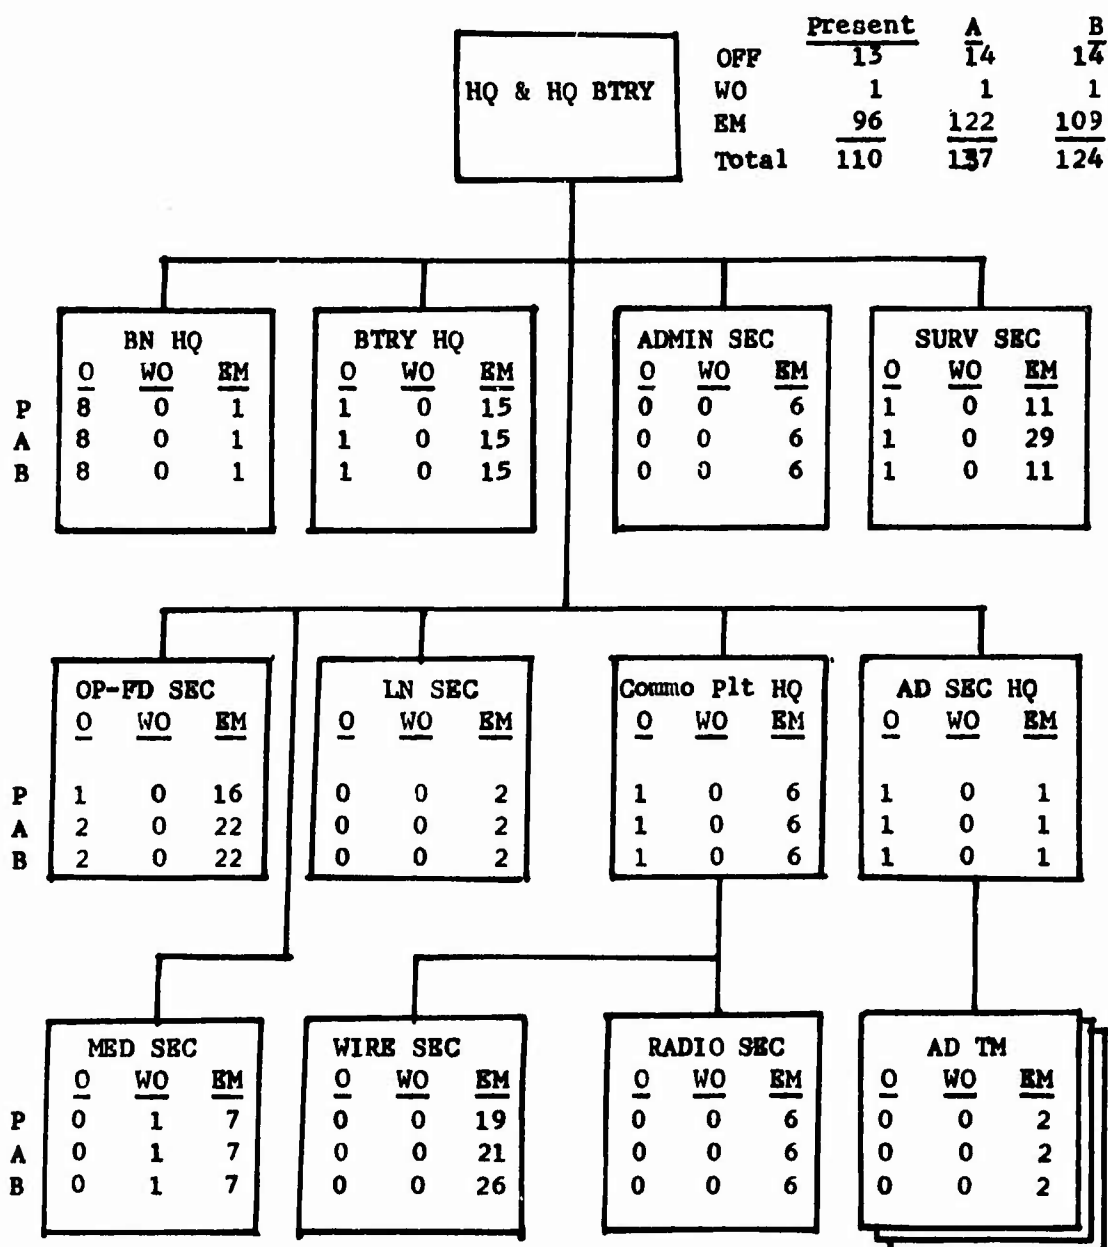 Present A B
OFF 13 14 14
HQ & HQ BTRY WO 1 1 1
EM 96 122 109
Total 110 137 124
BN HQ BTRY HQ ADMIN SEC SURV SEC
O WO EM O WO EM O WO EM O WO EM
P 8 0 1 1 0 15 0 0 6 1 0 11
A 8 0 1 1 0 15 0 0 6 1 0 29
B 8 0 1 1 0 15 0 0 6 1 0 11
OP-FD SEC LN SEC Commo Plt HQ AD SEC HQ
O WO EM O WO EM O WO EM O WO EM
P 1 0 16 0 0 2 1 0 6 1 0 1
A 2 0 22 0 0 2 1 0 6 1 0 1
B 2 0 22 0 0 2 1 0 6 1 0 1
MED SEC WIRE SEC RADIO SEC AD TM
O WO EM O WO EM O WO EM O WO EM
P 0 1 7 0 0 19 0 0 6 0 0 2
A 0 1 7 0 0 21 0 0 6 0 0 2
B 0 1 7 0 0 26 0 0 6 0 0 2